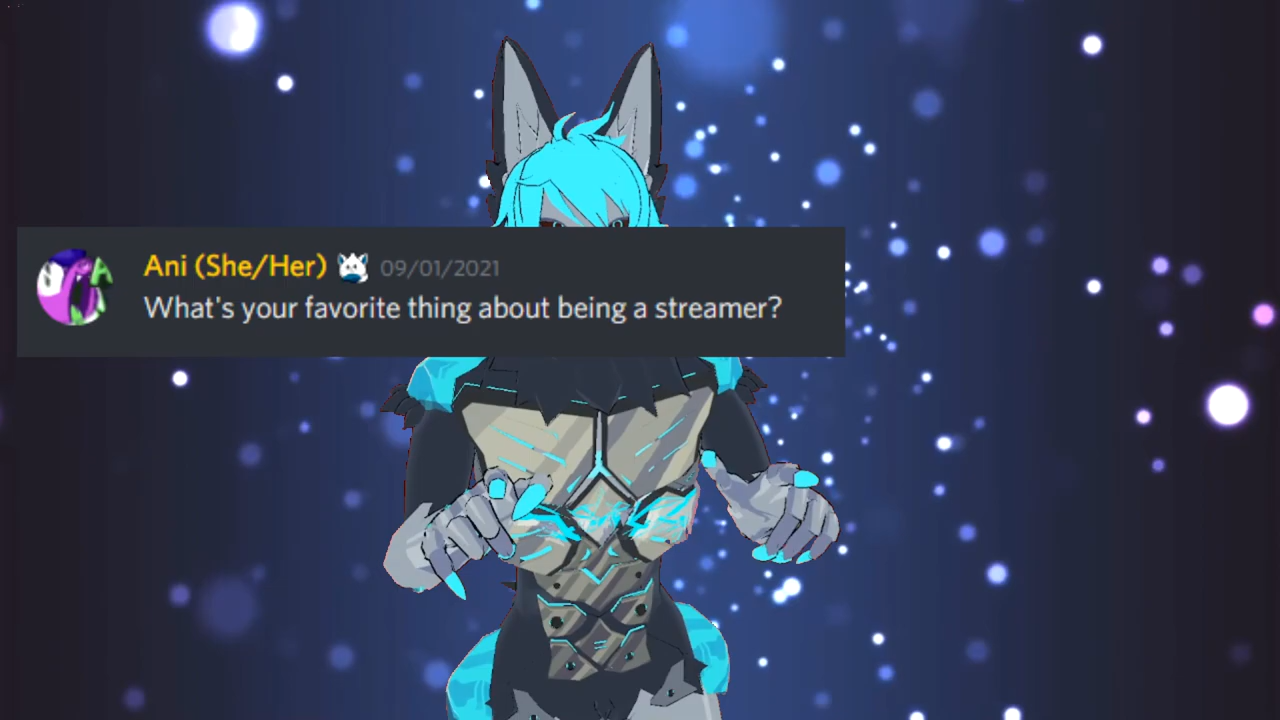 Ani (She/Her) 09/01/2021
What's your favorite thing about being a streamer?